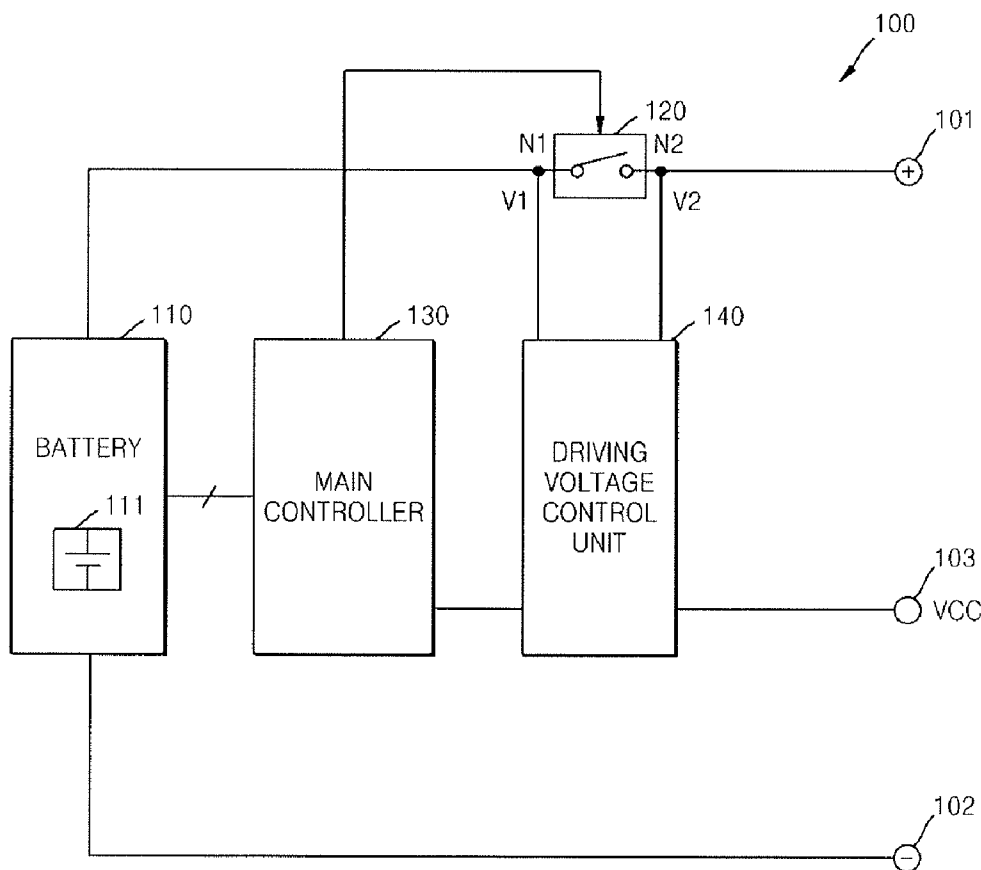 100
120
101
N1
N2
+
V1
V2
110
130
140
BATTERY
111
MAIN
CONTROLLER
DRIVING
VOLTAGE
CONTROL
UNIT
103
VCC
102
−